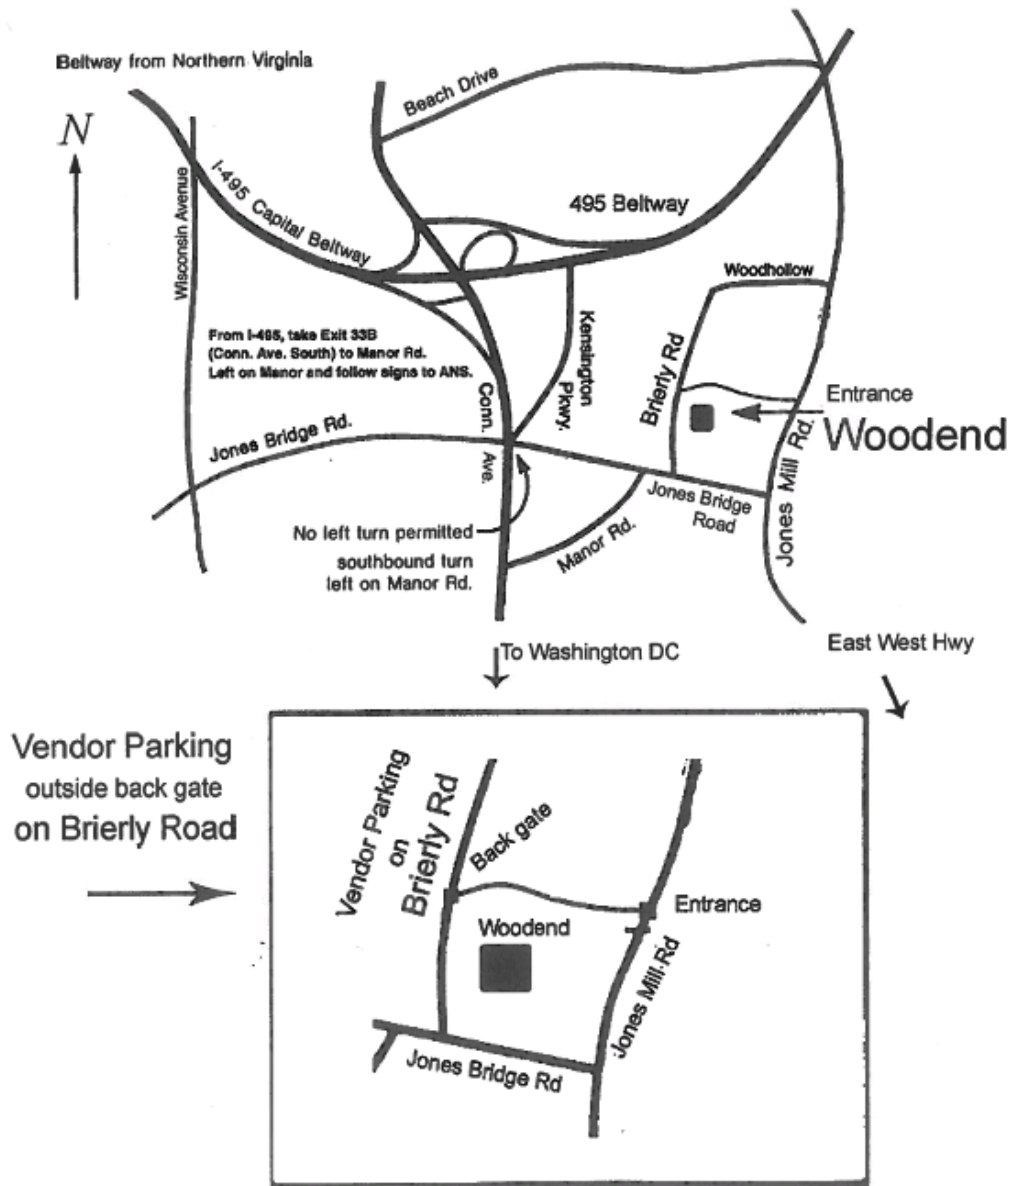 Beltway from Northern Virginia
N
Beach Drive
I-495 Capital Beltway
Wisconsin Avenue
495 Beltway
Woodhollow
From I-495, take Exit 33B
(Conn. Ave. South) to Manor Rd.
Left on Manor and follow signs to ANS.
Kensington
Pkwy.
Brierly Rd
Entrance
Woodend
Conn.
Ave.
Jones Bridge Rd.
Jones Bridge
Road
Jones Mill Rd.
No left turn permitted
southbound turn
left on Manor Rd.
Manor Rd.
To Washington DC
East West Hwy
Vendor Parking
outside back gate
on Brierly Road
Vendor Parking
on
Brierly Rd
Back gate
Woodend
Entrance
Jones Mill Rd
Jones Bridge Rd